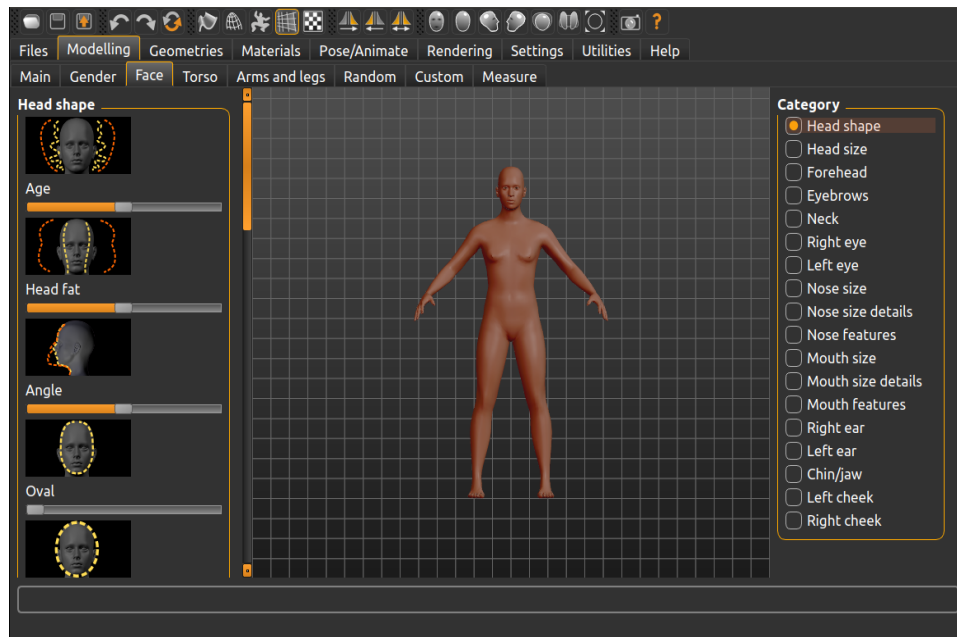 Files Modelling Geometries Materials Pose/Animate Rendering Settings Utilities Help
Main Gender Face Torso Arms and legs Random Custom Measure
Head shape
Age
Head fat
Angle
Oval
Category
Head shape
Head size
Forehead
Eyebrows
Neck
Right eye
Left eye
Nose size
Nose size details
Nose features
Mouth size
Mouth size details
Mouth features
Right ear
Left ear
Chin/jaw
Left cheek
Right cheek